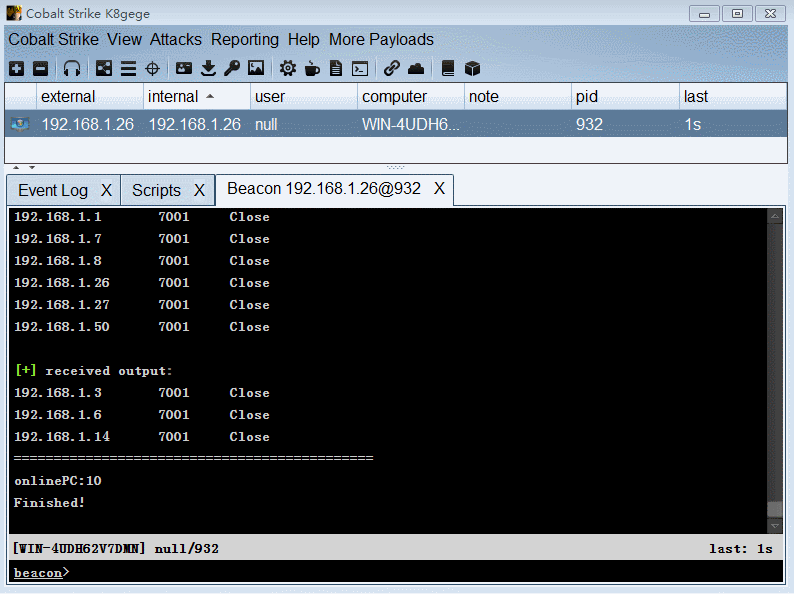 Cobalt Strike K8gege
Cobalt Strike View Attacks Reporting Help More Payloads
external internal user computer note pid last
192.168.1.26 192.168.1.26 null WIN-4UDH6... 932 1s
Event Log X Scripts X Beacon 192.168.1.26@932 X
192.168.1.1 7001 Close
192.168.1.7 7001 Close
192.168.1.8 7001 Close
192.168.1.26 7001 Close
192.168.1.27 7001 Close
192.168.1.50 7001 Close
[+] received output:
192.168.1.3 7001 Close
192.168.1.6 7001 Close
192.168.1.14 7001 Close
=============================================
onlinePC:10
Finished!
[WIN-4UDH62V7DMN] null/932 last: 1s
beacon>